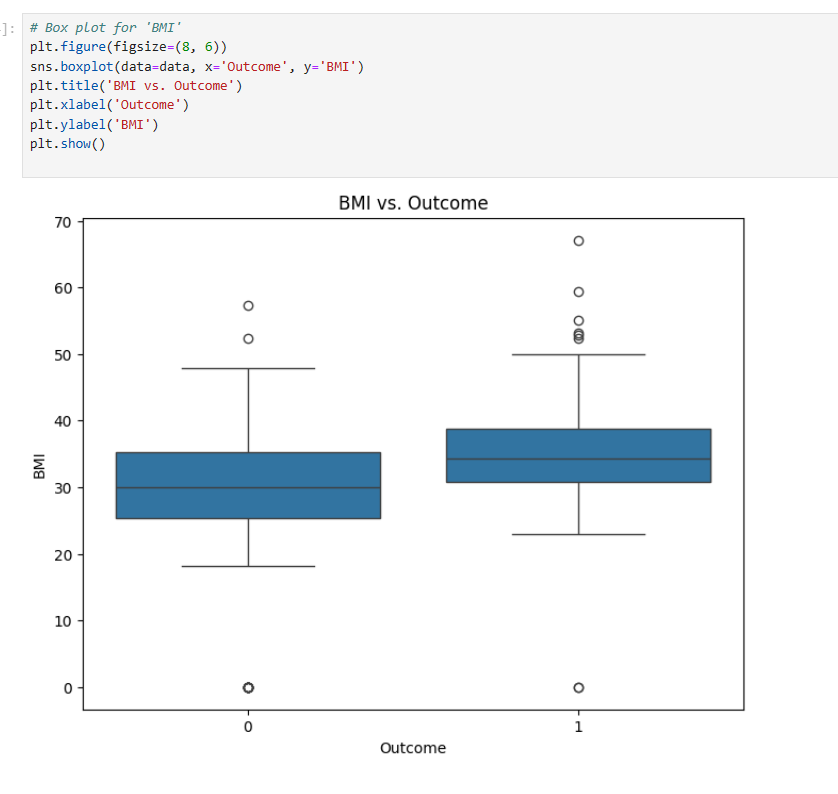 ]:
# Box plot for 'BMI'
plt.figure(figsize=(8, 6))
sns.boxplot(data=data, x='Outcome', y='BMI')
plt.title('BMI vs. Outcome')
plt.xlabel('Outcome')
plt.ylabel('BMI')
plt.show()
BMI vs. Outcome
70
60
50
40
30
20
10
0
BMI
0 1
Outcome